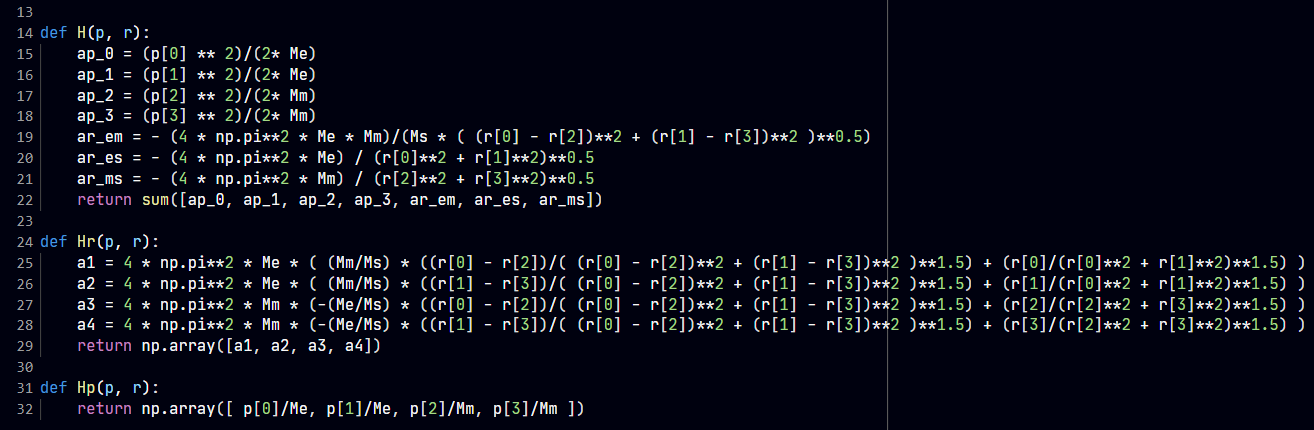 13
14 def H(p, r):
15     ap_0 = (p[0] ** 2)/(2* Me)
16     ap_1 = (p[1] ** 2)/(2* Me)
17     ap_2 = (p[2] ** 2)/(2* Mm)
18     ap_3 = (p[3] ** 2)/(2* Mm)
19     ar_em = - (4 * np.pi**2 * Me * Mm)/(Ms * ( (r[0] - r[2])**2 + (r[1] - r[3])**2 )**0.5)
20     ar_es = - (4 * np.pi**2 * Me) / (r[0]**2 + r[1]**2)**0.5
21     ar_ms = - (4 * np.pi**2 * Mm) / (r[2]**2 + r[3]**2)**0.5
22     return sum([ap_0, ap_1, ap_2, ap_3, ar_em, ar_es, ar_ms])
23
24 def Hr(p, r):
25     a1 = 4 * np.pi**2 * Me * ( (Mm/Ms) * ((r[0] - r[2])/( (r[0] - r[2])**2 + (r[1] - r[3])**2 )**1.5) + (r[0]/(r[0]**2 + r[1]**2)**1.5) )
26     a2 = 4 * np.pi**2 * Me * ( (Mm/Ms) * ((r[1] - r[3])/( (r[0] - r[2])**2 + (r[1] - r[3])**2 )**1.5) + (r[1]/(r[0]**2 + r[1]**2)**1.5) )
27     a3 = 4 * np.pi**2 * Mm * (-(Me/Ms) * ((r[0] - r[2])/( (r[0] - r[2])**2 + (r[1] - r[3])**2 )**1.5) + (r[2]/(r[2]**2 + r[3]**2)**1.5) )
28     a4 = 4 * np.pi**2 * Mm * (-(Me/Ms) * ((r[1] - r[3])/( (r[0] - r[2])**2 + (r[1] - r[3])**2 )**1.5) + (r[3]/(r[2]**2 + r[3]**2)**1.5) )
29     return np.array([a1, a2, a3, a4])
30
31 def Hp(p, r):
32     return np.array([ p[0]/Me, p[1]/Me, p[2]/Mm, p[3]/Mm ])